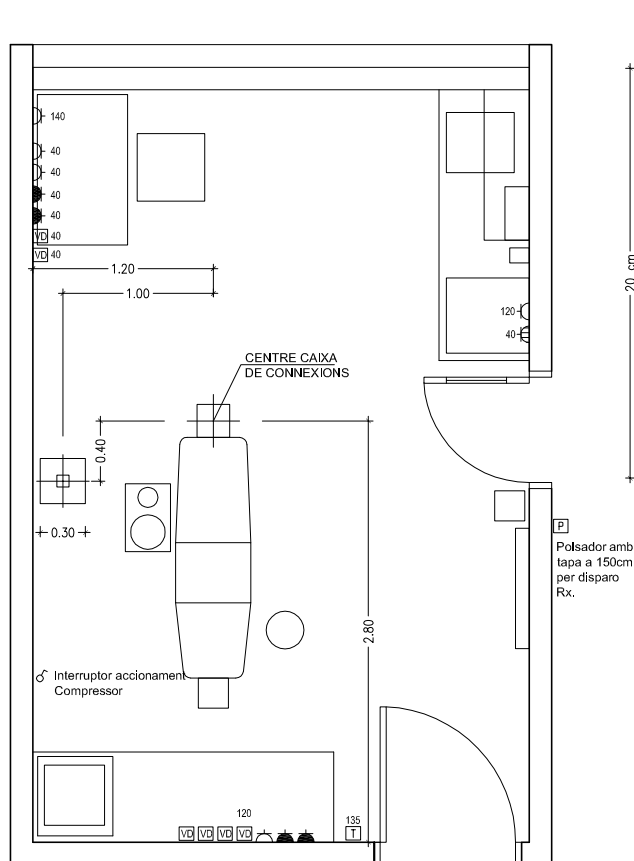 140
40
40
40
40
VD 40
VD 40
1.20
1.00
120
40
20 cm
CENTRE CAIXA
DE CONNEXIONS
0.40
0.30
P
Polsador amb
tapa a 150cm
per disparo
Rx.
2.80
Interruptor accionament
Compressor
120
135
VD VD VD VD
T